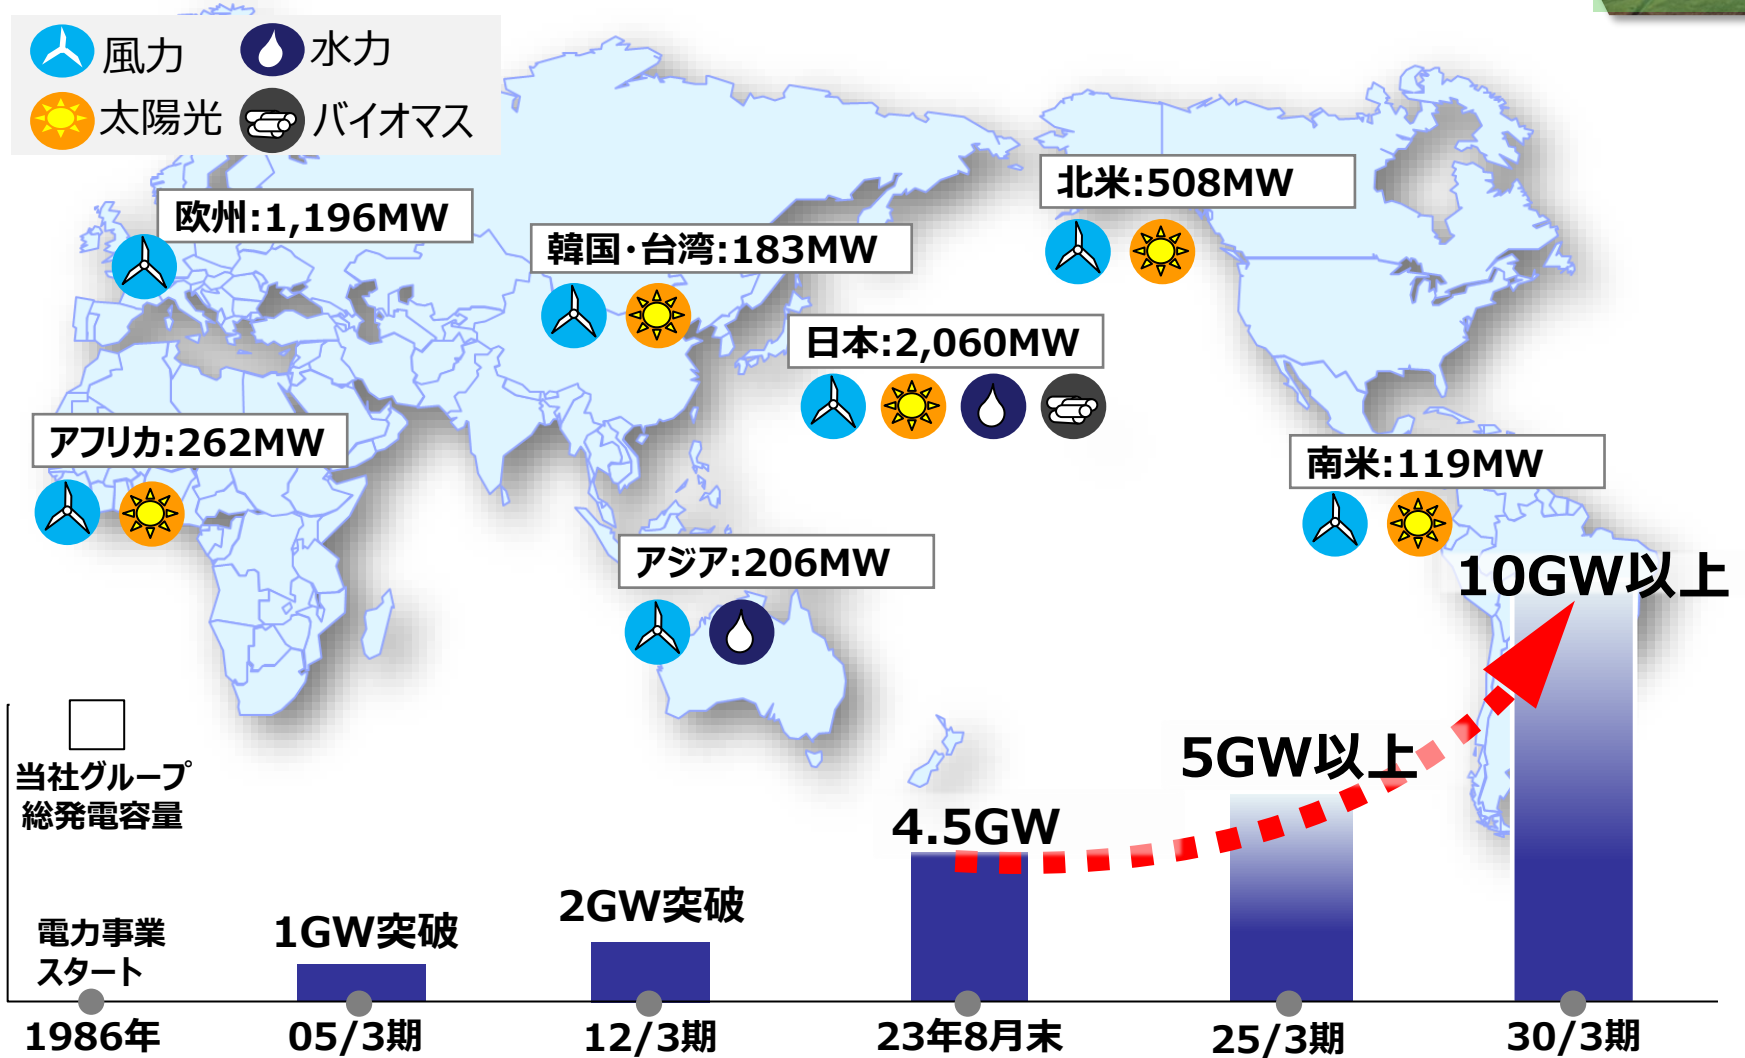 風力
水力
太陽光
バイオマス
欧州:1,196MW
韓国・台湾:183MW
北米:508MW
日本:2,060MW
アフリカ:262MW
南米:119MW
アジア:206MW
10GW以上
5GW以上
4.5GW
当社グループ
総発電容量
2GW突破
1GW突破
電力事業
スタート
1986年
05/3期
12/3期
23年8月末
25/3期
30/3期